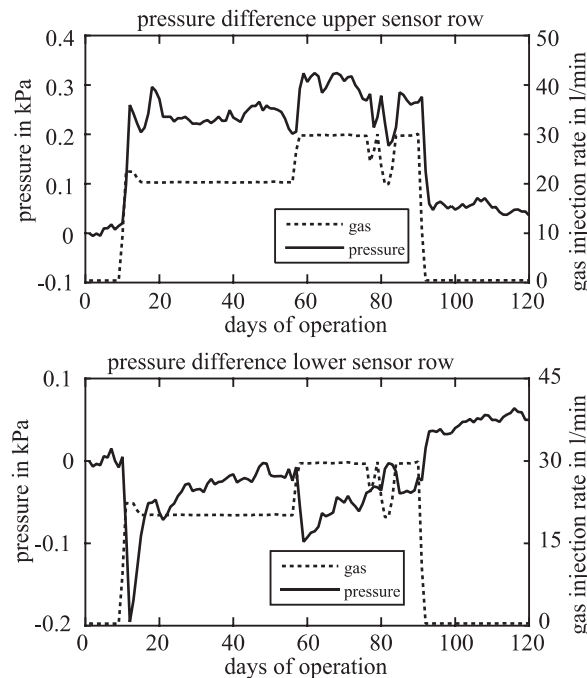 pressure difference upper sensor row
0.4
0.3
0.2
0.1
0
-0.1
50
40
30
20
10
0
pressure in kPa
gas injection rate in l/min
gas
pressure
0 20 40 60 80 100 120
days of operation
pressure difference lower sensor row
0.1
0
-0.1
-0.2
45
30
15
0
pressure in kPa
gas injection rate in l/min
gas
pressure
0 20 40 60 80 100 120
days of operation